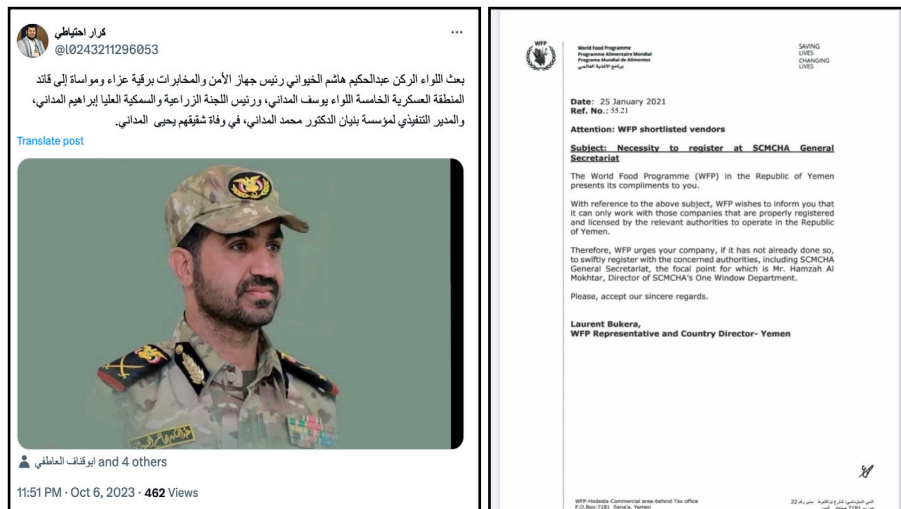 كرار احتياطي
@l0243211296053
بعث اللواء الركن عبدالحكيم هاشم الخيواني رئيس جهاز الأمن والمخابرات برقية عزاء ومواساة إلى قائد
المنطقة العسكرية الخامسة اللواء يوسف المداني، ورئيس اللجنة الزراعية والسمكية العليا إبراهيم المداني،
والمدير التنفيذي لمؤسسة بنيان الدكتور محمد المداني، في وفاة شقيقهم يحيى المداني.
Translate post
ابوقتاف العاطفي and 4 others
11:51 PM · Oct 6, 2023 · 462 Views
WFP
World Food Programme
Programme Alimentaire Mondial
Programa Mundial de Alimentos
برنامج الأغذية العالمي
SAVING
LIVES
CHANGING
LIVES
Date: 25 January 2021
Ref. No.: 55.21
Attention: WFP shortlisted vendors
Subject: Necessity to register at SCMCHA General
Secretariat
The World Food Programme (WFP) in the Republic of Yemen
presents its compliments to you.
With reference to the above subject, WFP wishes to inform you that
it can only work with those companies that are properly registered
and licensed by the relevant authorities to operate in the Republic
of Yemen.
Therefore, WFP urges your company, if it has not already done so,
to swiftly register with the concerned authorities, including SCMCHA
General Secretariat, the focal point for which is Mr. Hamzah Al
Mokhtar, Director of SCMCHA's One Window Department.
Please, accept our sincere regards.
Laurent Bukera,
WFP Representative and Country Director- Yemen
WFP-Hodeida-Commercial area-behind Tax office
P.O.Box:7181 Sana'a, Yemen